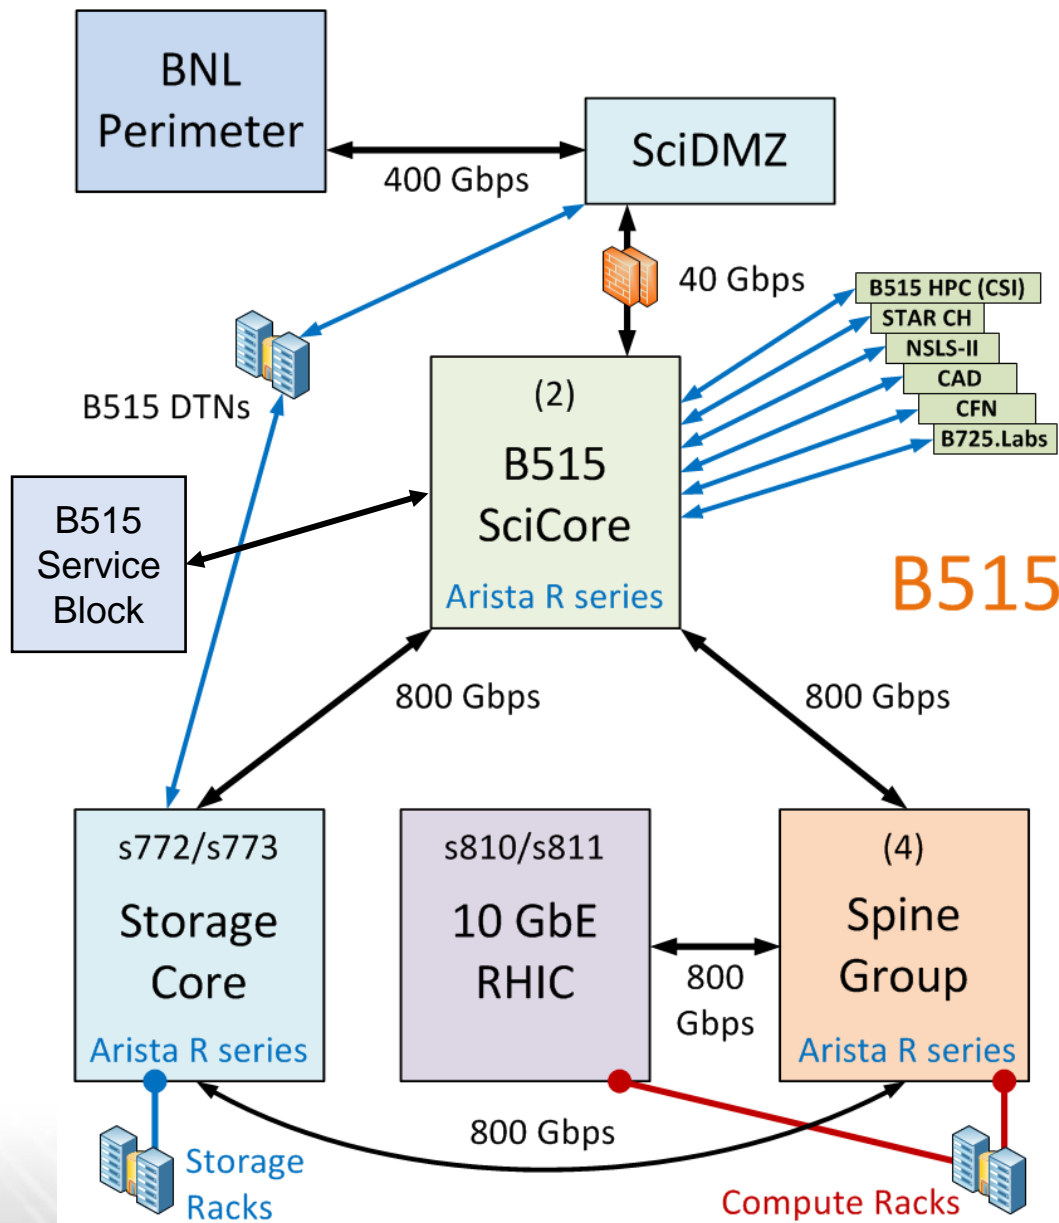 BNL
Perimeter
SciDMZ
400 Gbps
40 Gbps
B515 HPC (CSI)
STAR CH
NSLS-II
CAD
CFN
B725.Labs
B515 DTNs
(2)
B515
SciCore
Arista R series
B515
Service
Block
B515
800 Gbps
800 Gbps
s772/s773
Storage
Core
Arista R series
s810/s811
10 GbE
RHIC
800
Gbps
(4)
Spine
Group
Arista R series
800 Gbps
Storage
Racks
Compute Racks